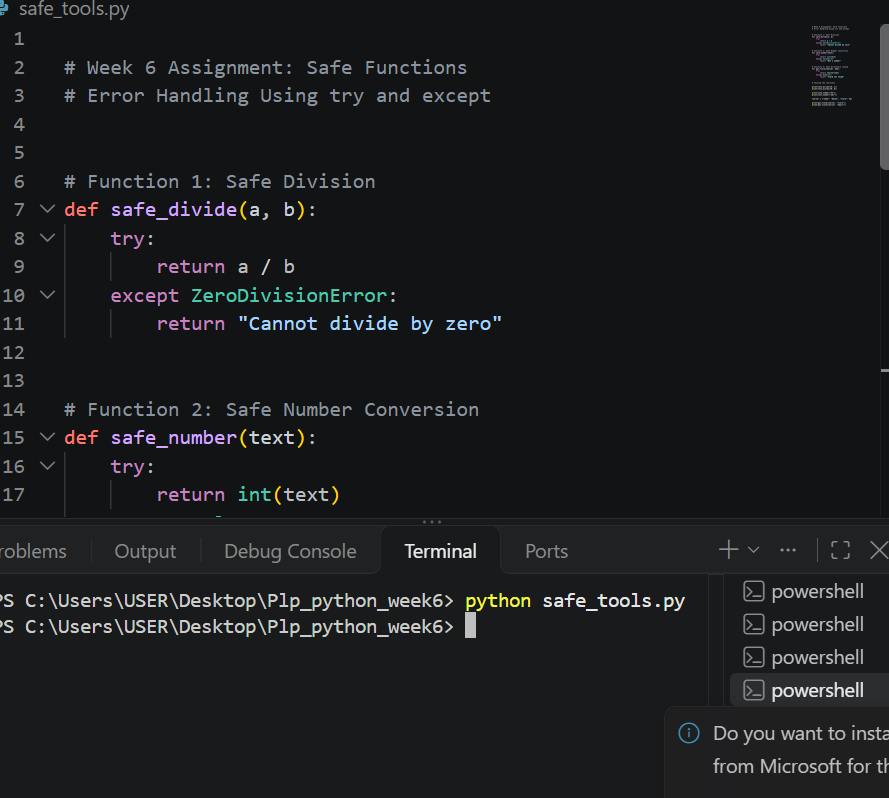 safe_tools.py
1
2 # Week 6 Assignment: Safe Functions
3 # Error Handling Using try and except
4
5
6 # Function 1: Safe Division
7 def safe_divide(a, b):
8 try:
9 return a / b
10 except ZeroDivisionError:
11 return "Cannot divide by zero"
12
13
14 # Function 2: Safe Number Conversion
15 def safe_number(text):
16 try:
17 return int(text)
roblems Output Debug Console Terminal Ports
PS C:\Users\USER\Desktop\Plp_python_week6> python safe_tools.py
PS C:\Users\USER\Desktop\Plp_python_week6>
powershell
powershell
powershell
powershell
Do you want to insta
from Microsoft for th